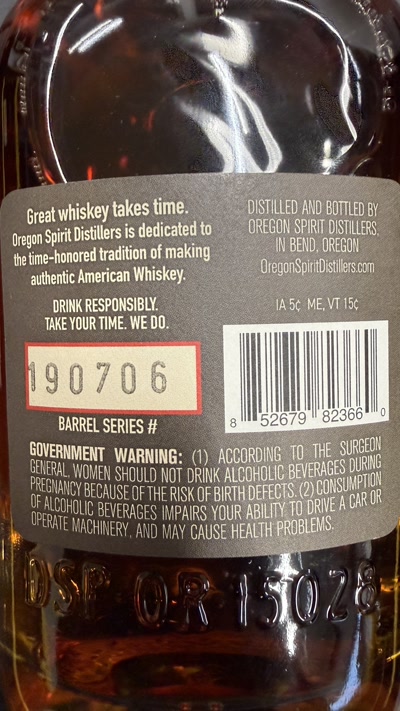 Great whiskey takes time.
Oregon Spirit Distillers is dedicated to
the time-honored tradition of making
authentic American Whiskey.
DRINK RESPONSIBLY.
TAKE YOUR TIME. WE DO.
190706
BARREL SERIES #
DISTILLED AND BOTTLED BY
OREGON SPIRIT DISTILLERS,
IN BEND, OREGON
OregonSpiritDistillers.com
IA 5¢ ME, VT 15¢
8 52679 82366 0
GOVERNMENT WARNING: (1) ACCORDING TO THE SURGEON
GENERAL, WOMEN SHOULD NOT DRINK ALCOHOLIC BEVERAGES DURING
PREGNANCY BECAUSE OF THE RISK OF BIRTH DEFECTS. (2) CONSUMPTION
OF ALCOHOLIC BEVERAGES IMPAIRS YOUR ABILITY TO DRIVE A CAR OR
OPERATE MACHINERY, AND MAY CAUSE HEALTH PROBLEMS.
DSP OR 15028